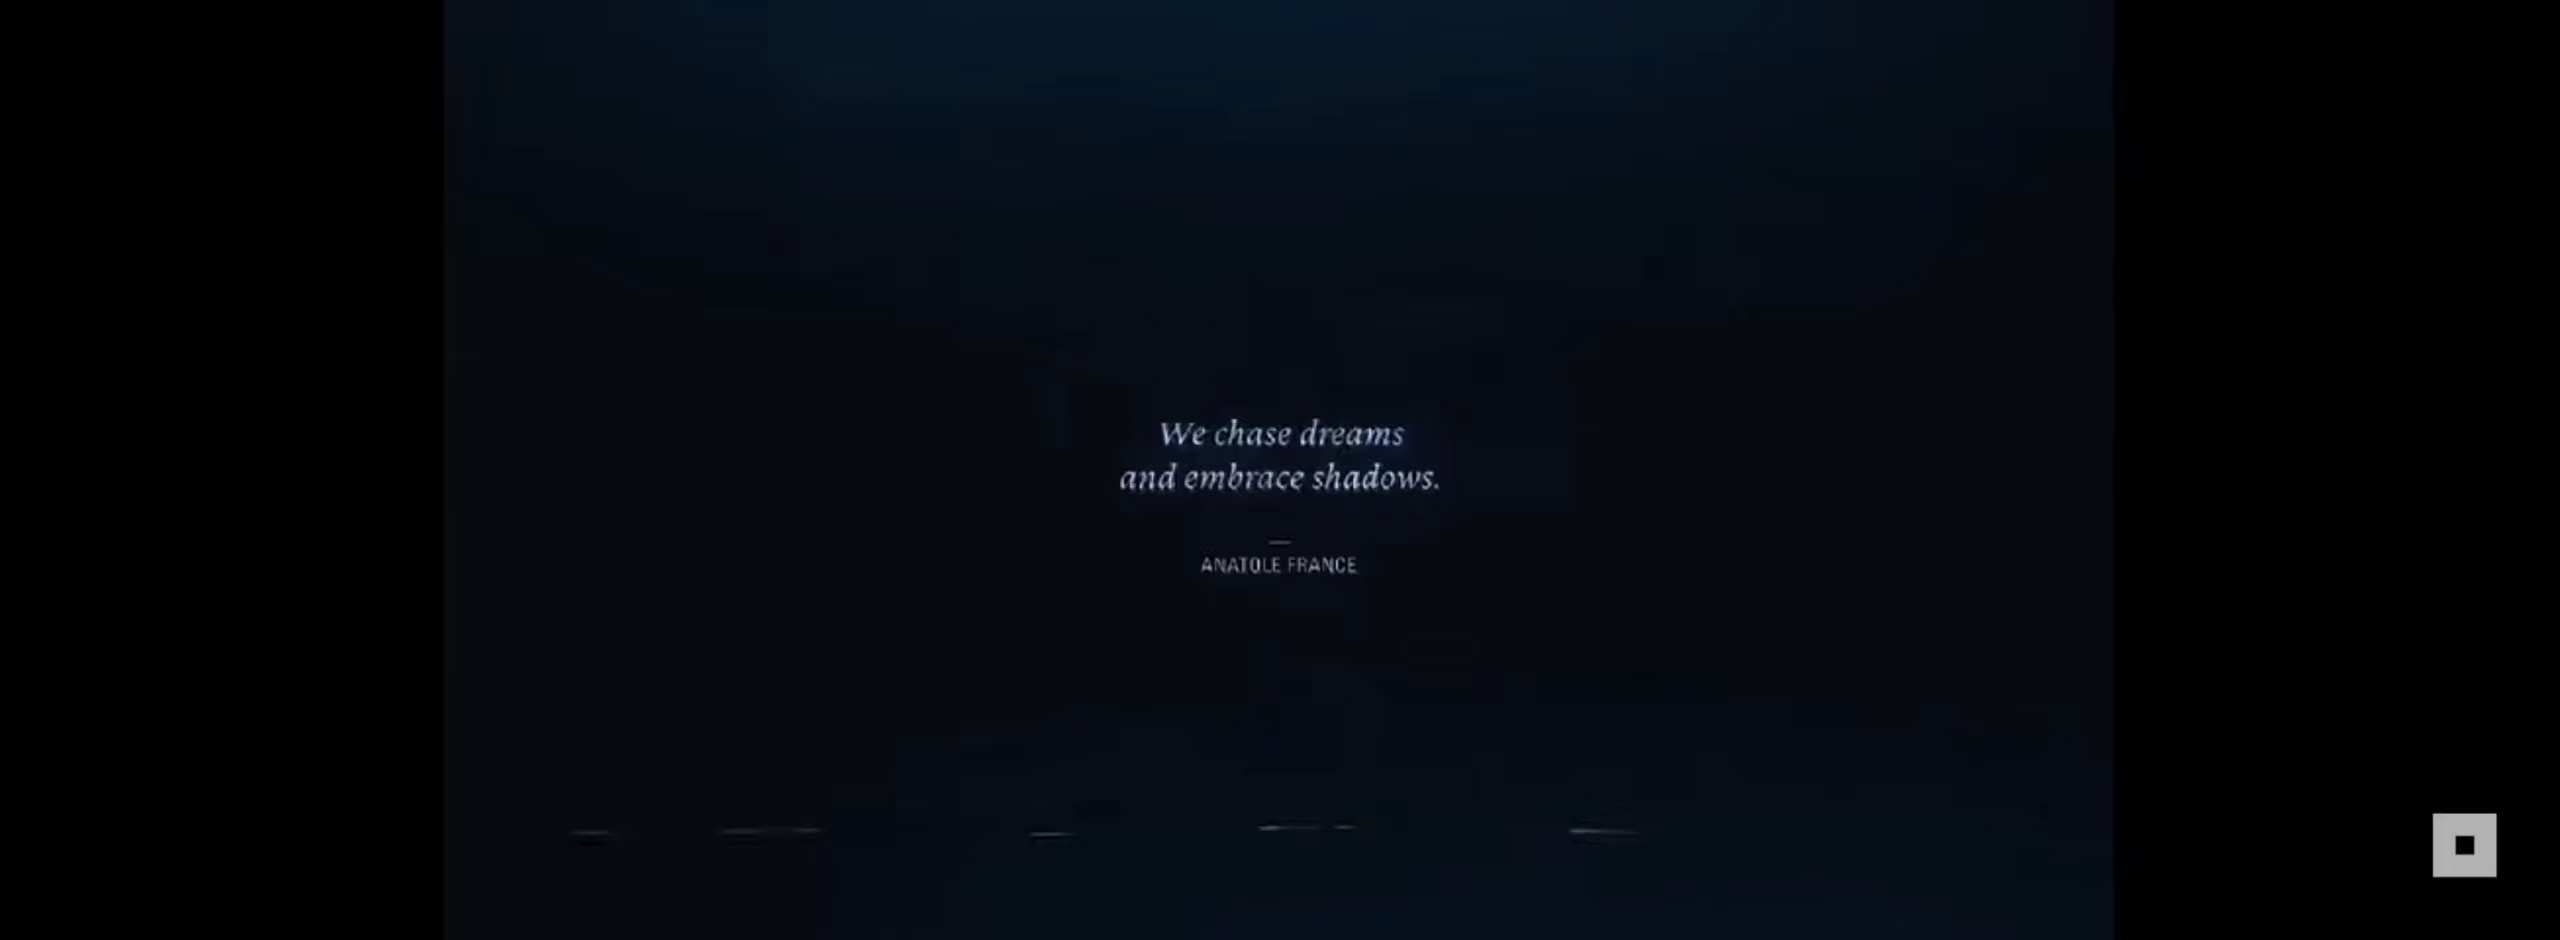 We chase dreams
and embrace shadows.
—
ANATOLE FRANCE